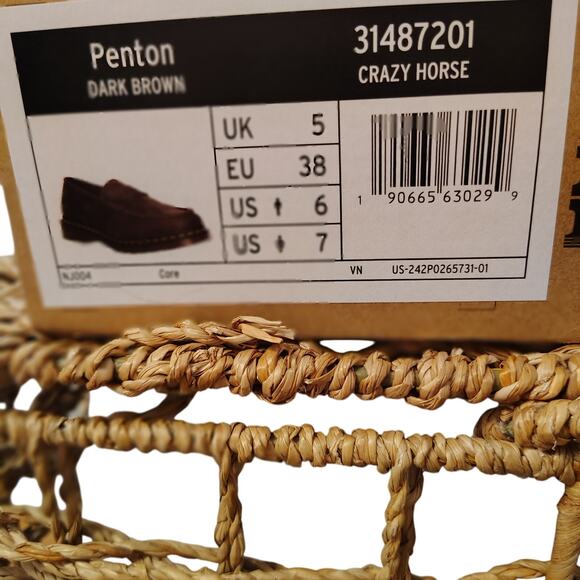 Penton
DARK BROWN
31487201
CRAZY HORSE
UK 5
EU 38
US 6
US 7
1 90665 63029 9
NJ004 Core VN US-242P0265731-01